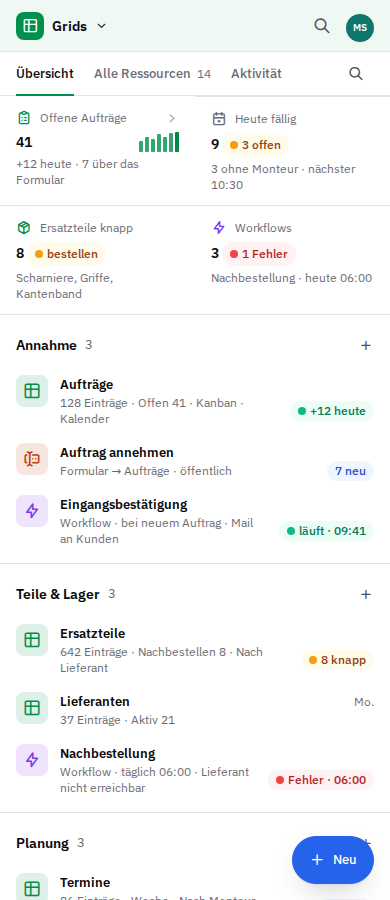 Grids
MS
Übersicht
Alle Ressourcen 14
Aktivität
Offene Aufträge
41
+12 heute · 7 über das
Formular
Heute fällig
9 3 offen
3 ohne Monteur · nächster
10:30
Ersatzteile knapp
8 bestellen
Scharniere, Griffe,
Kantenband
Workflows
3 1 Fehler
Nachbestellung · heute 06:00
Annahme 3
Aufträge
128 Einträge · Offen 41 · Kanban ·
Kalender
+12 heute
Auftrag annehmen
Formular → Aufträge · öffentlich
7 neu
Eingangsbestätigung
Workflow · bei neuem Auftrag · Mail
an Kunden
läuft · 09:41
Teile & Lager 3
Ersatzteile
642 Einträge · Nachbestellen 8 · Nach
Lieferant
8 knapp
Lieferanten
37 Einträge · Aktiv 21
Mo.
Nachbestellung
Workflow · täglich 06:00 · Lieferant
nicht erreichbar
Fehler · 06:00
Planung 3
Neu
Termine
86 Einträge · Woche · Nach Monteur